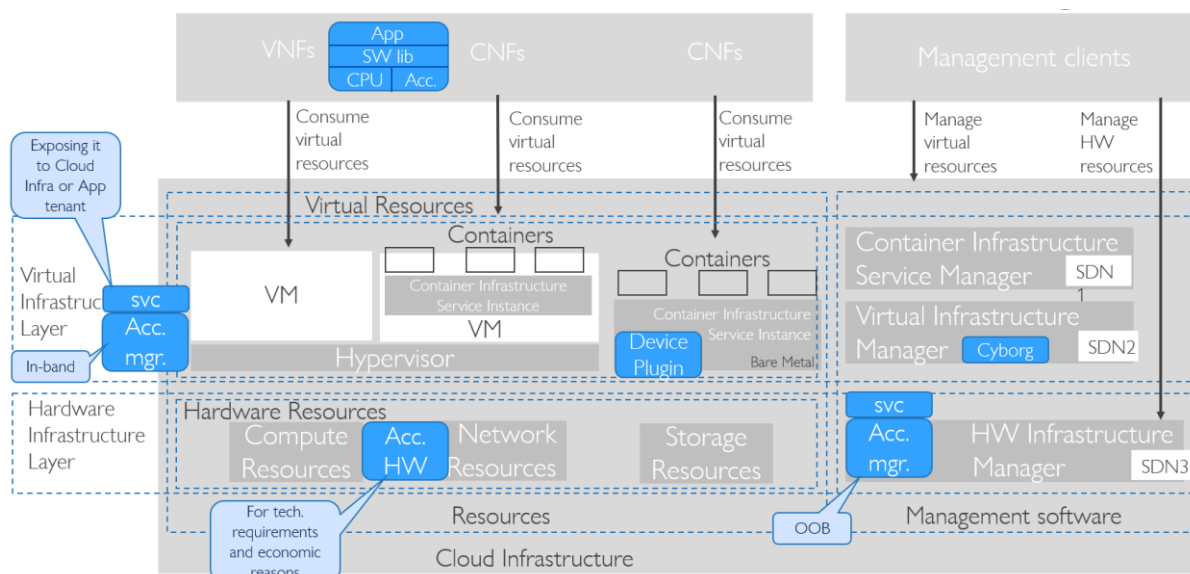 VNFs
App
SW lib
CPU
Acc.
CNFs
CNFs
Management clients
Consume
virtual
resources
Consume
virtual
resources
Consume
virtual
resources
Manage
virtual
resources
Manage
HW
resources
Exposing it
to Cloud
Infra or App
tenant
Virtual Resources
Virtual
Infrastruc
Layer
svc
Acc.
mgr.
In-band
VM
Containers
Container Infrastructure
Service Instance
VM
Hypervisor
Containers
Container Infrastructure
Service Instance
Device
Plugin
Bare Metal
Container Infrastructure
Service Manager
SDN
1
Virtual Infrastructure
Manager
Cyborg
SDN2
Hardware
Infrastructure
Layer
Hardware Resources
Compute
Resources
Acc.
HW
Network
Resources
Storage
Resources
svc
Acc.
mgr.
HW Infrastructure
Manager
SDN3
For tech.
requirements
and economic
reasons
Resources
OOB
Management software
Cloud Infrastructure